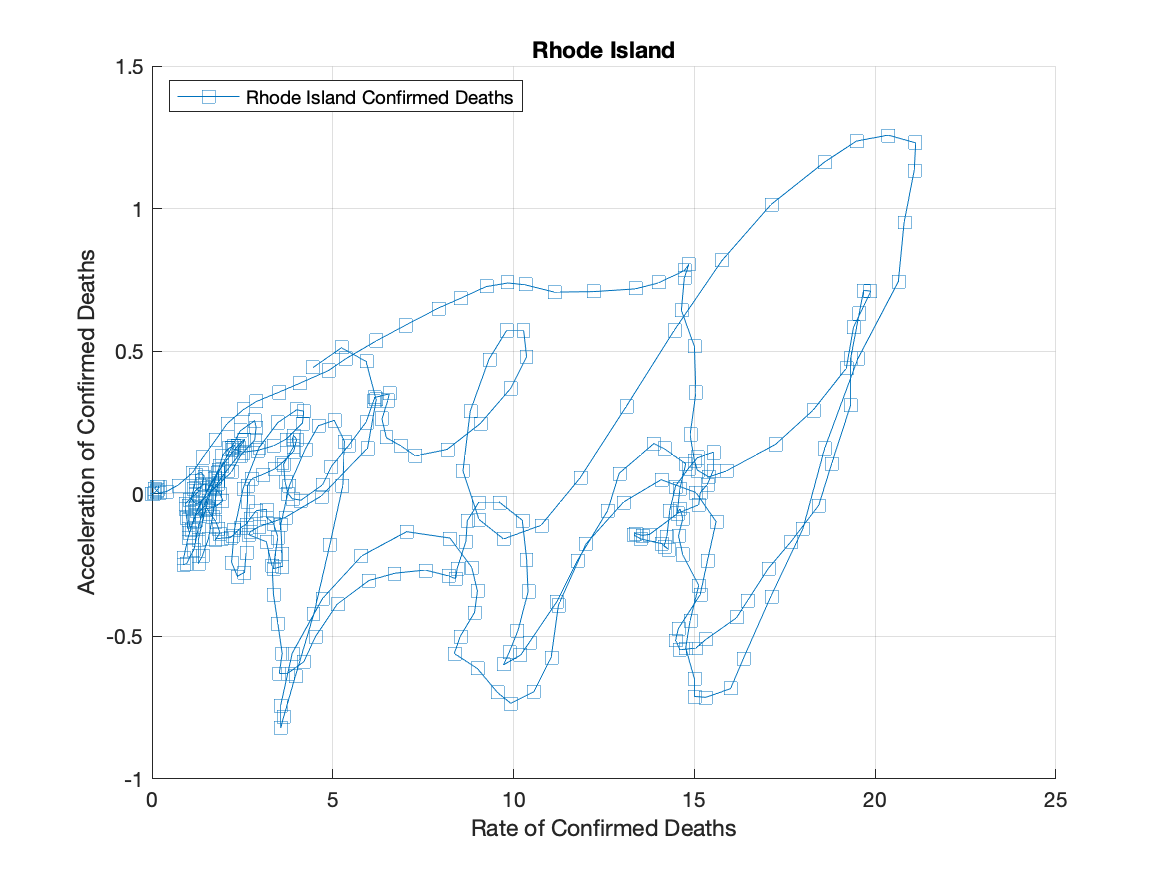 Rhode Island
1.5
Rhode Island Confirmed Deaths
1
0.5
0
-0.5
-1
Acceleration of Confirmed Deaths
0 5 10 15 20 25
Rate of Confirmed Deaths